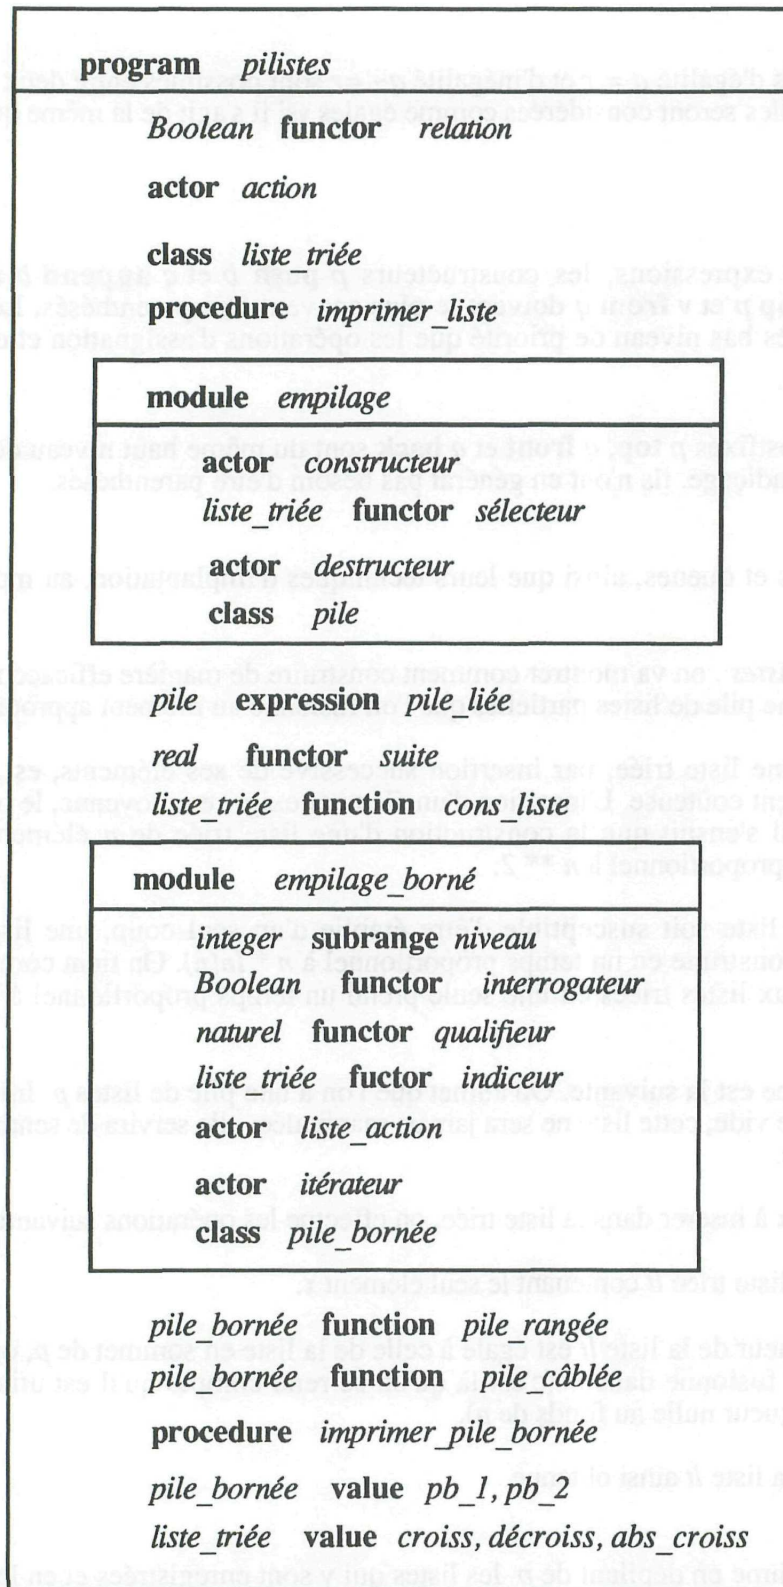 program pilistes
Boolean functor relation
actor action
class liste_triée
procedure imprimer_liste
module empilage
actor constructeur
liste_triée functor sélecteur
actor destructeur
class pile
pile expression pile_liée
real functor suite
liste_triée function cons_liste
module empilage_borné
integer subrange niveau
Boolean functor interrogateur
naturel functor qualifieur
liste_triée fuctor indiceur
actor liste_action
actor itérateur
class pile_bornée
pile_bornée function pile_rangée
pile_bornée function pile_câblée
procedure imprimer_pile_bornée
pile_bornée value pb_1, pb_2
liste_triée value croiss, décroiss, abs_croiss